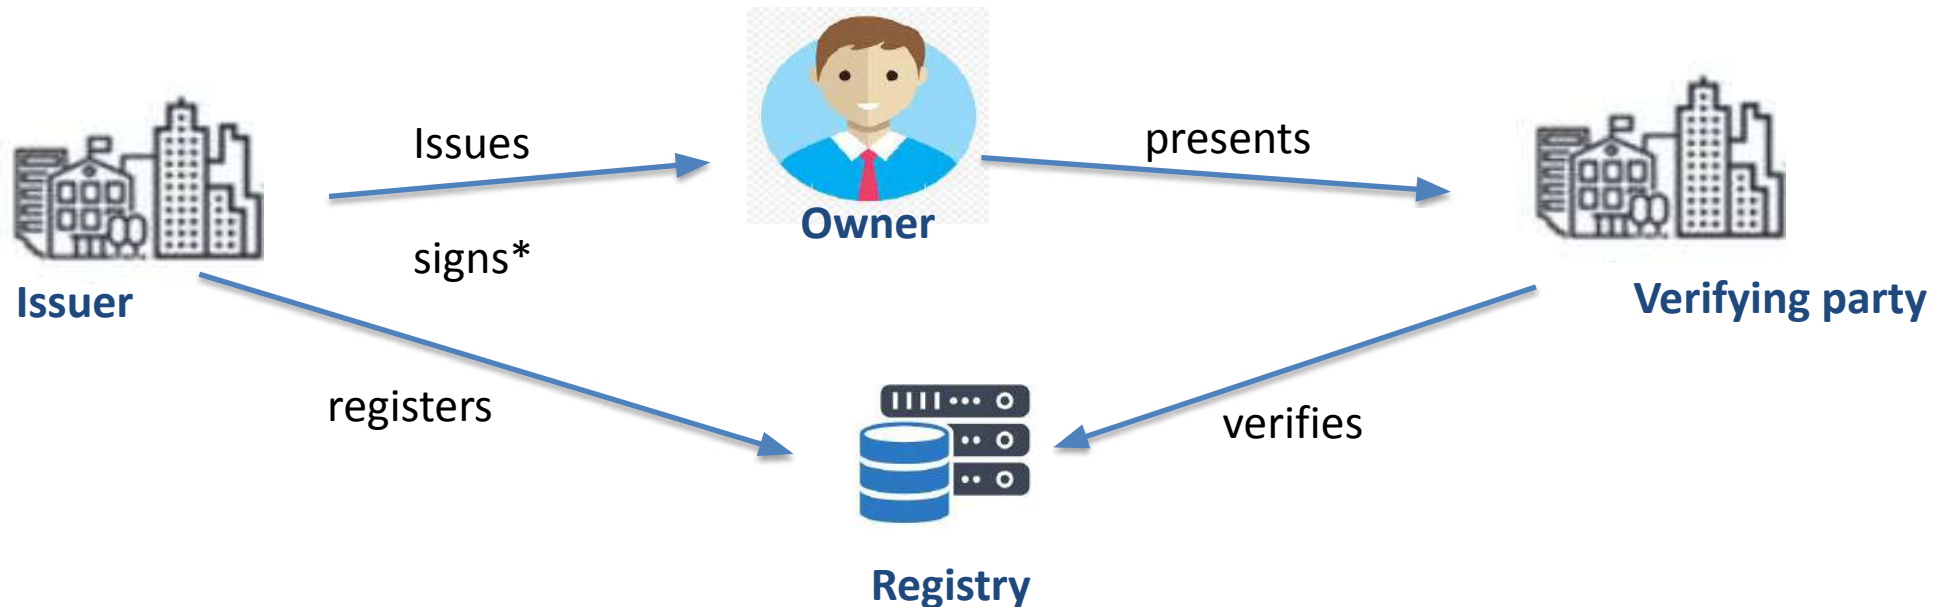 Issues
presents
Owner
signs*
Issuer
Verifying party
registers
verifies
Registry